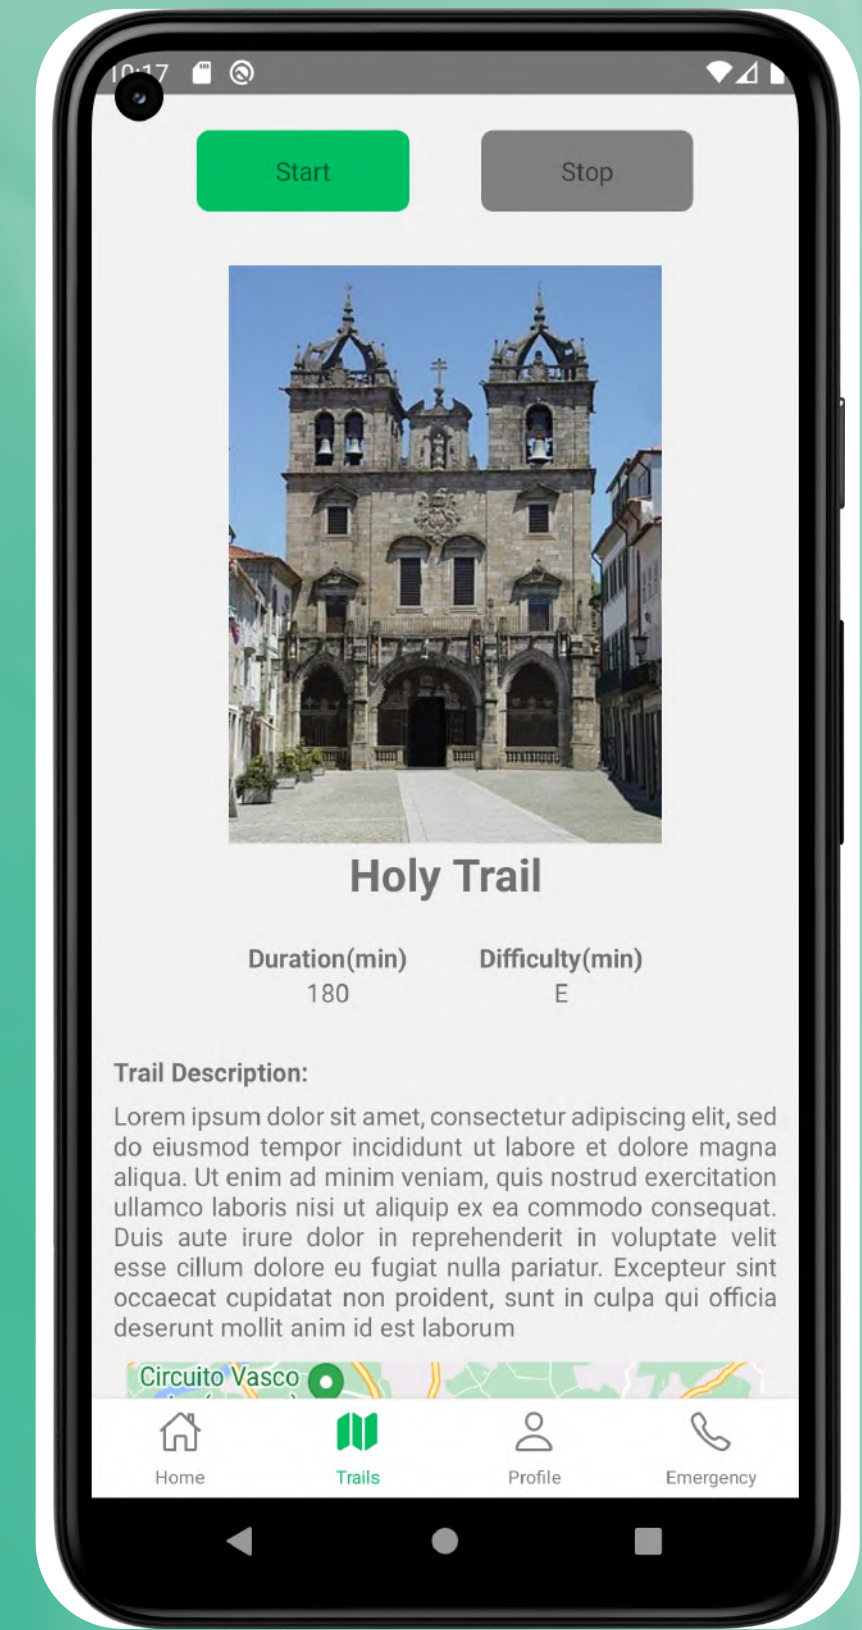 10:17
Start Stop
Holy Trail
Duration(min) Difficulty(min)
180 E
Trail Description:
Lorem ipsum dolor sit amet, consectetur adipiscing elit, sed
do eiusmod tempor incididunt ut labore et dolore magna
aliqua. Ut enim ad minim veniam, quis nostrud exercitation
ullamco laboris nisi ut aliquip ex ea commodo consequat.
Duis aute irure dolor in reprehenderit in voluptate velit
esse cillum dolore eu fugiat nulla pariatur. Excepteur sint
occaecat cupidatat non proident, sunt in culpa qui officia
deserunt mollit anim id est laborum
Circuito Vasco
Home Trails Profile Emergency